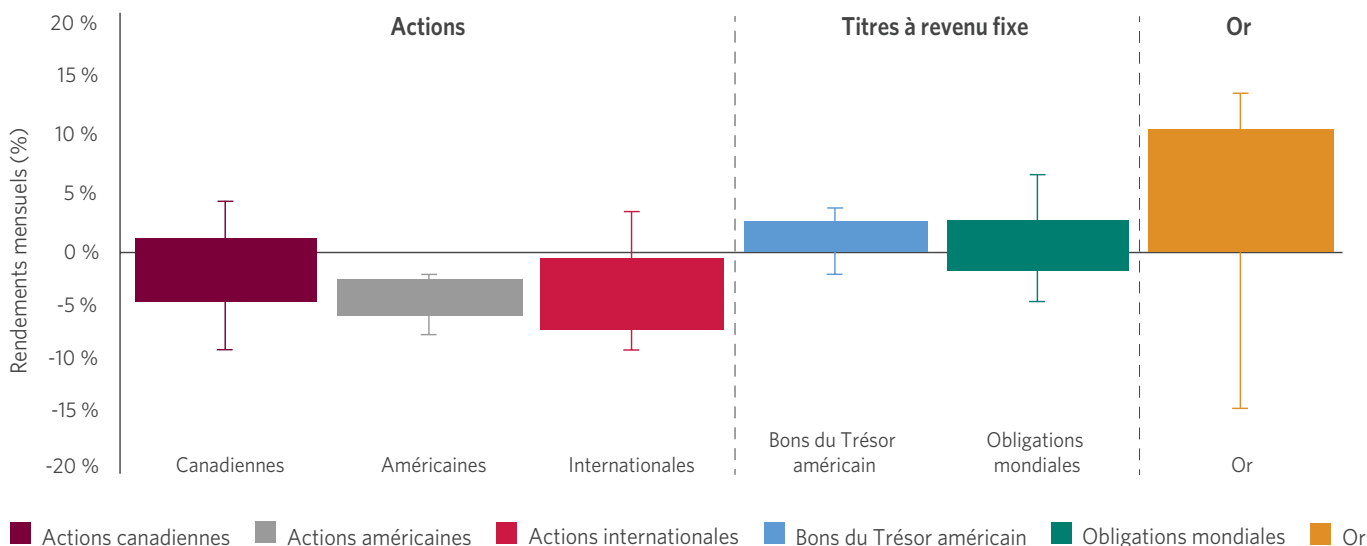 Actions
Titres à revenu fixe
Or
Rendements mensuels (%)
20 %
15 %
10 %
5 %
0 %
-5 %
-10 %
-15 %
-20 %
Canadiennes
Américaines
Internationales
Bons du Trésor
américain
Obligations
mondiales
Or
Actions canadiennes
Actions américaines
Actions internationales
Bons du Trésor américain
Obligations mondiales
Or